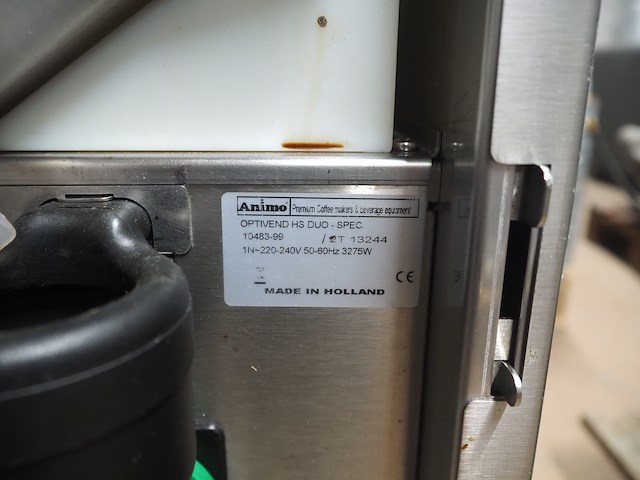 Animo Premium Coffee makers & beverage equipment
OPTIVEND HS DUO - SPEC.
10483-99 / 2T 13244
1N~220-240V 50-60Hz 3275W
CE
MADE IN HOLLAND